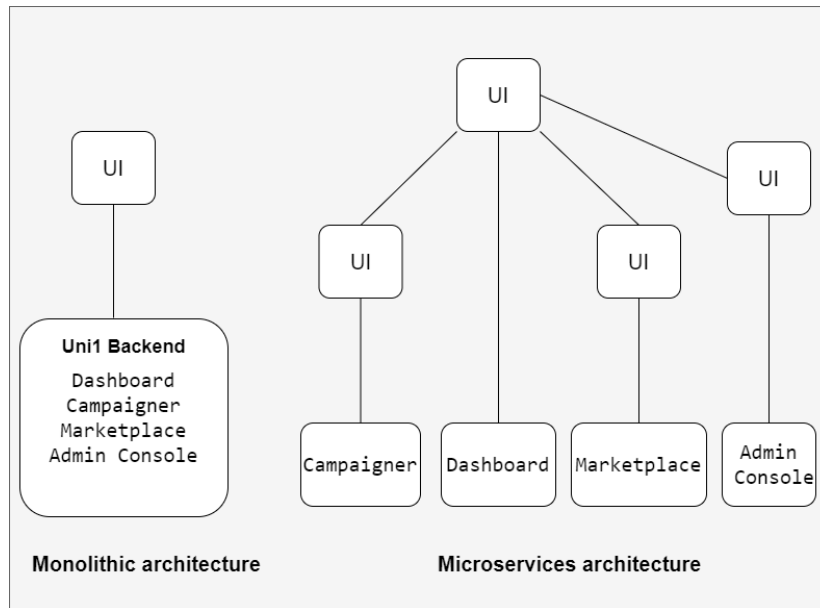 UI
Uni1 Backend
Dashboard
Campaigner
Marketplace
Admin Console
Monolithic architecture
UI
UI
UI
UI
Campaigner
Dashboard
Marketplace
Admin
Console
Microservices architecture